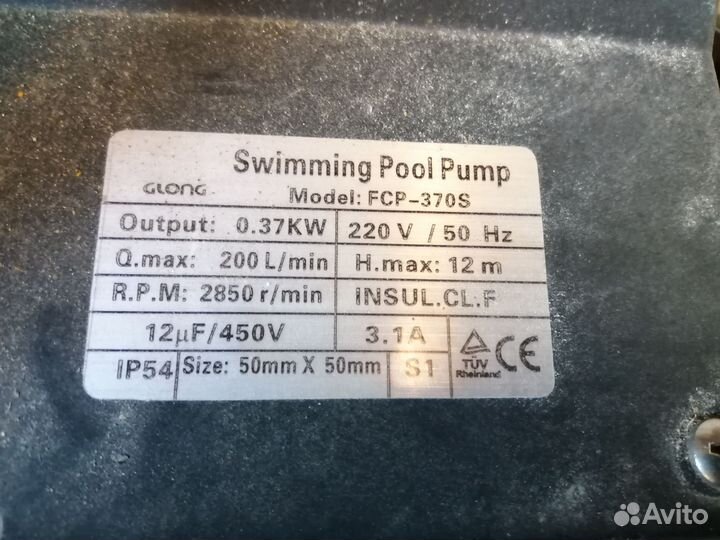 Swimming Pool Pump
GLONG Model: FCP-370S
Output: 0.37KW 220 V / 50 Hz
Q.max: 200 L/min H.max: 12 m
R.P.M: 2850 r/min INSUL.CL.F
12μF/450V 3.1A
IP54 Size: 50mm X 50mm S1
TÜV
Rheinland
CE
Avito